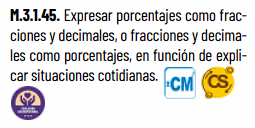 M.3.1.45. Expresar porcentajes como frac-
ciones y decimales, o fracciones y decima-
les como porcentajes, en función de expli-
car situaciones cotidianas. CM CS